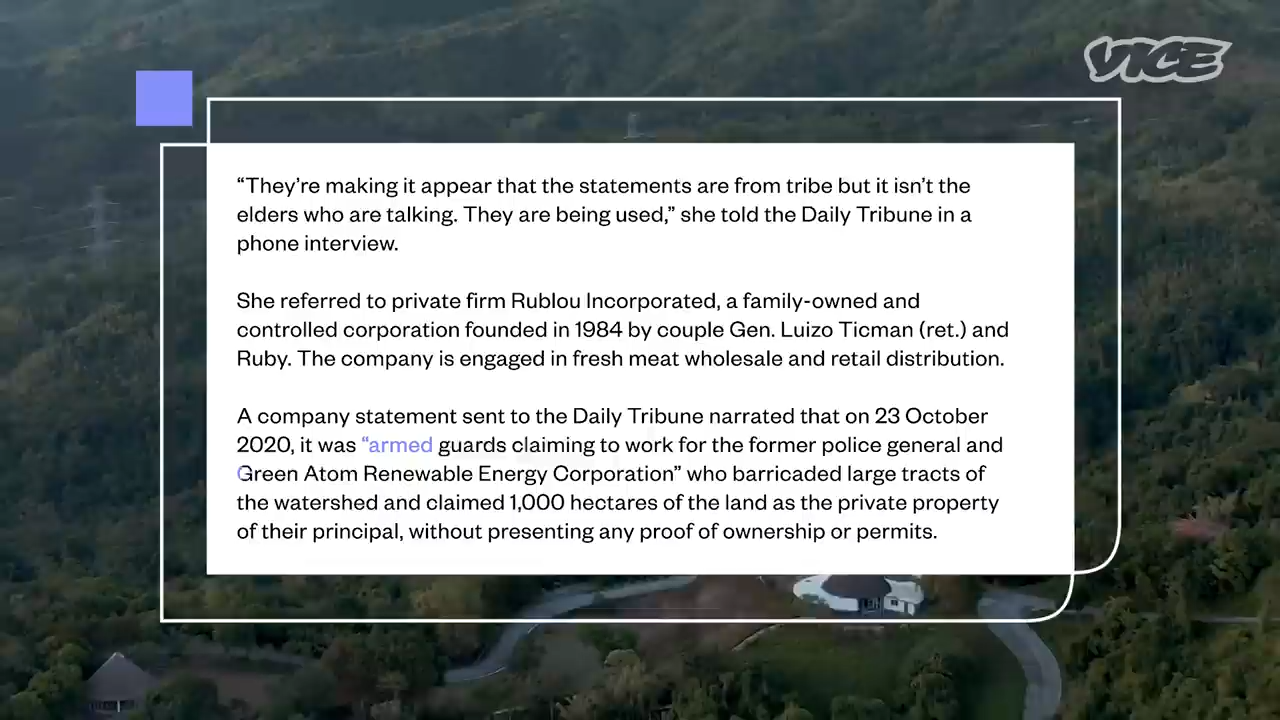 VICE
“They’re making it appear that the statements are from tribe but it isn’t the
elders who are talking. They are being used,” she told the Daily Tribune in a
phone interview.
She referred to private firm Rublou Incorporated, a family-owned and
controlled corporation founded in 1984 by couple Gen. Luizo Ticman (ret.) and
Ruby. The company is engaged in fresh meat wholesale and retail distribution.
A company statement sent to the Daily Tribune narrated that on 23 October
2020, it was “armed guards claiming to work for the former police general and
Green Atom Renewable Energy Corporation” who barricaded large tracts of
the watershed and claimed 1,000 hectares of the land as the private property
of their principal, without presenting any proof of ownership or permits.